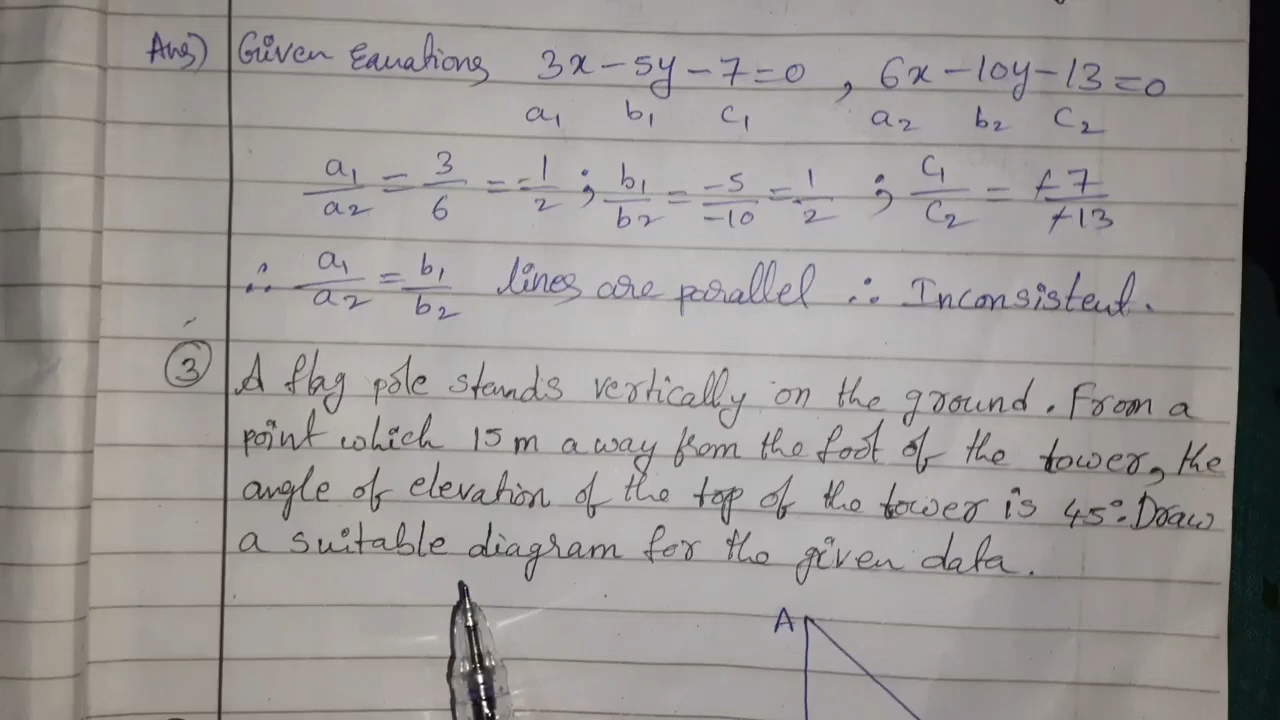 Ans) Given Equations 3x - 5y - 7 = 0 , 6x - 10y - 13 = 0
a1 b1 c1 a2 b2 c2
a1/a2 = 3/6 = 1/2 ; b1/b2 = -5/-10 = 1/2 ; C1/C2 = +7/+13
∴ a1/a2 = b1/b2 lines are parallel ∴ Inconsistent.
3 A flag pole stands vertically on the ground. From a
point which 15 m away from the foot of the tower, the
angle of elevation of the top of the tower is 45°. Draw
a suitable diagram for the given data.
A